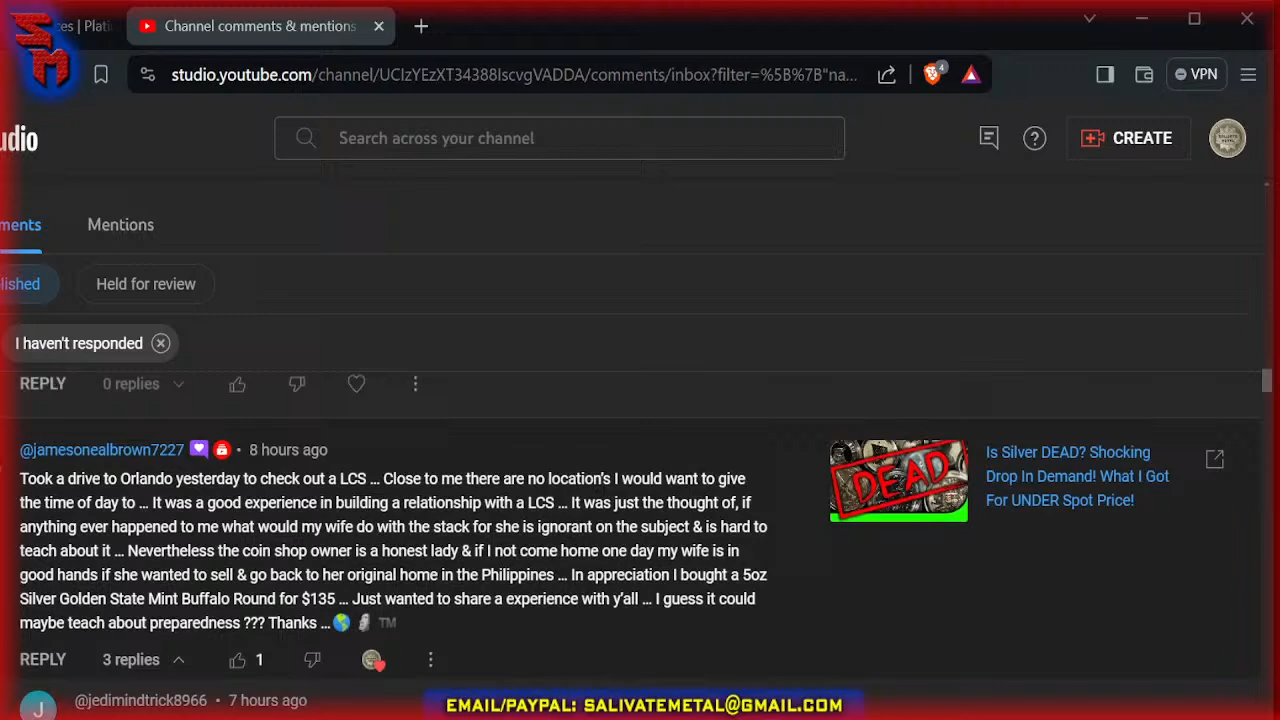 SM
ces | Plati
Channel comments & mentions
studio.youtube.com/channel/UCIzYEzXT34388IscvgVADDA/comments/inbox?filter=%5B%7B"na...
4
VPN
udio
Search across your channel
CREATE
ments
Mentions
lished
Held for review
I haven't responded
REPLY
0 replies
@jamesonealbrown7227 • 8 hours ago
Took a drive to Orlando yesterday to check out a LCS ... Close to me there are no location's I would want to give
the time of day to ... It was a good experience in building a relationship with a LCS ... It was just the thought of, if
anything ever happened to me what would my wife do with the stack for she is ignorant on the subject & is hard to
teach about it ... Nevertheless the coin shop owner is a honest lady & if I not come home one day my wife is in
good hands if she wanted to sell & go back to her original home in the Philippines ... In appreciation I bought a 5oz
Silver Golden State Mint Buffalo Round for $135 ... Just wanted to share a experience with y'all ... I guess it could
maybe teach about preparedness ??? Thanks ...🌎🗿™
DEAD
Is Silver DEAD? Shocking
Drop In Demand! What I Got
For UNDER Spot Price!
REPLY
3 replies
1
J
@jedimindtrick8966 • 7 hours ago
EMAIL/PAYPAL: SALIVATEMETAL@GMAIL.COM